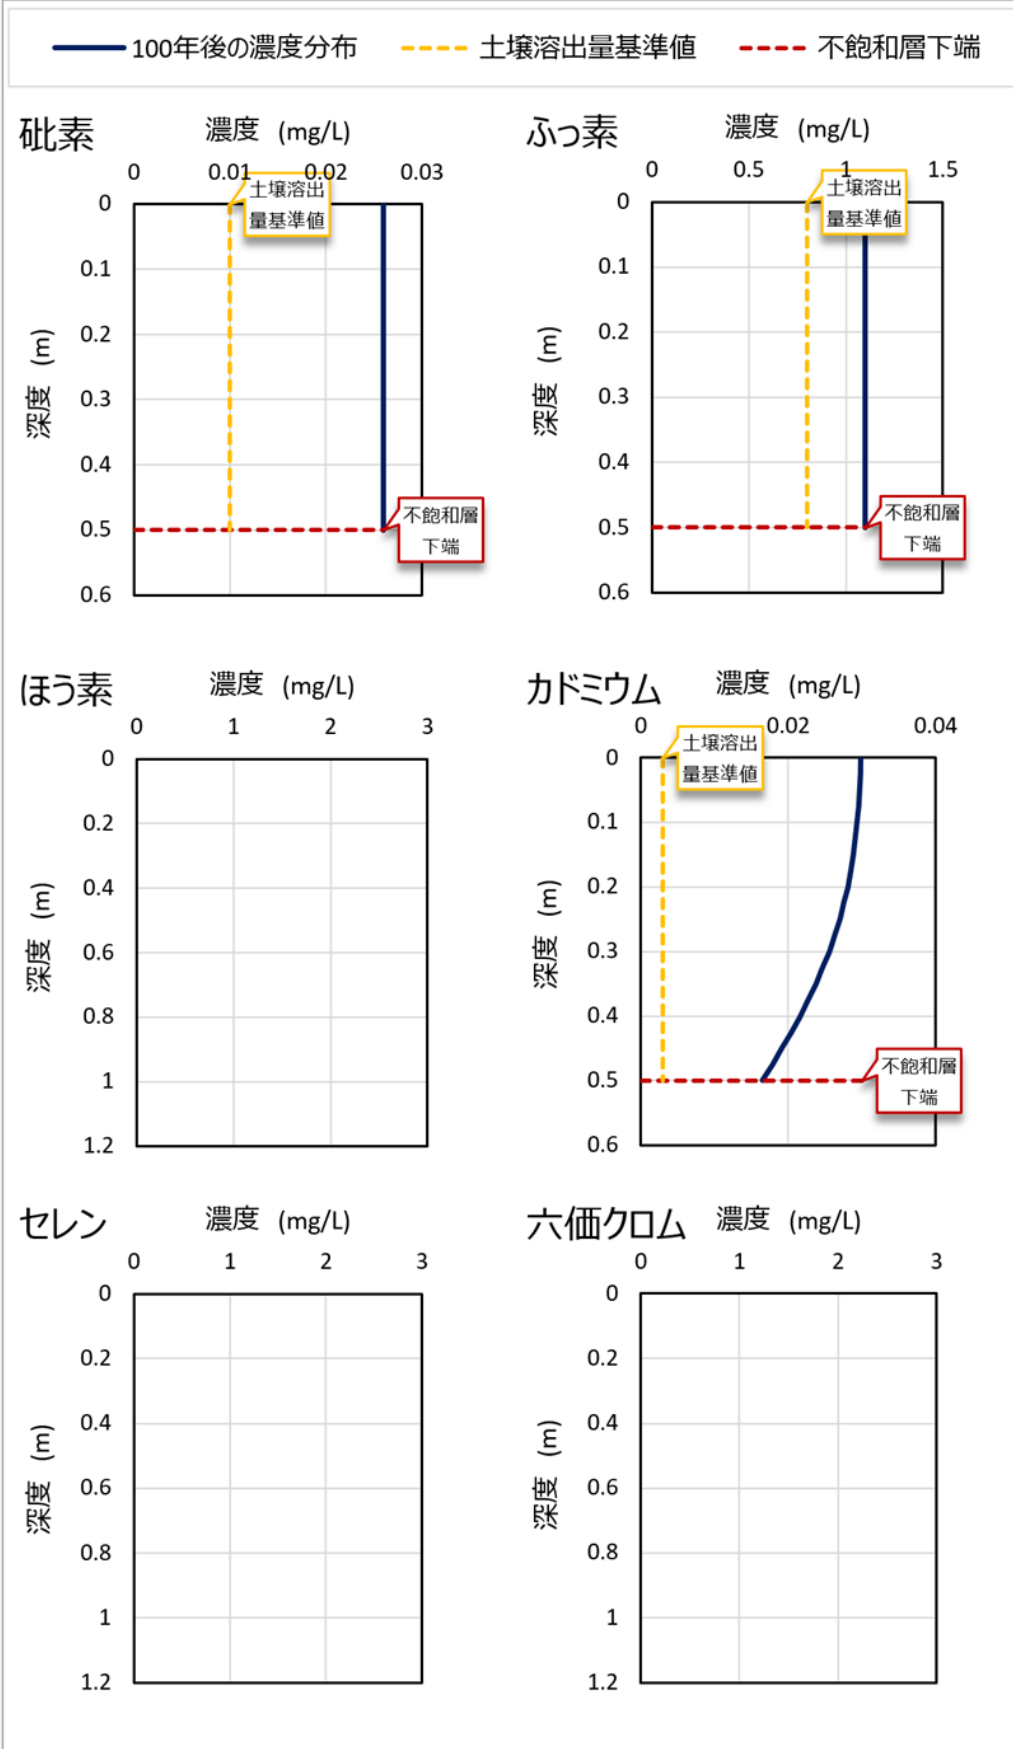 100年後の濃度分布 土壌溶出量基準値 不飽和層下端
砒素 濃度 (mg/L)
0 0.01 0.02 0.03
土壌溶出
量基準値
0
0.1
0.2
0.3
0.4
0.5
0.6
深度 (m)
不飽和層
下端
ふっ素 濃度 (mg/L)
0 0.5 1 1.5
土壌溶出
量基準値
0
0.1
0.2
0.3
0.4
0.5
0.6
深度 (m)
不飽和層
下端
ほう素 濃度 (mg/L)
0 1 2 3
0
0.2
0.4
0.6
0.8
1
1.2
深度 (m)
カドミウム 濃度 (mg/L)
0 0.02 0.04
土壌溶出
量基準値
0
0.1
0.2
0.3
0.4
0.5
0.6
深度 (m)
不飽和層
下端
セレン 濃度 (mg/L)
0 1 2 3
0
0.2
0.4
0.6
0.8
1
1.2
深度 (m)
六価クロム 濃度 (mg/L)
0 1 2 3
0
0.2
0.4
0.6
0.8
1
1.2
深度 (m)